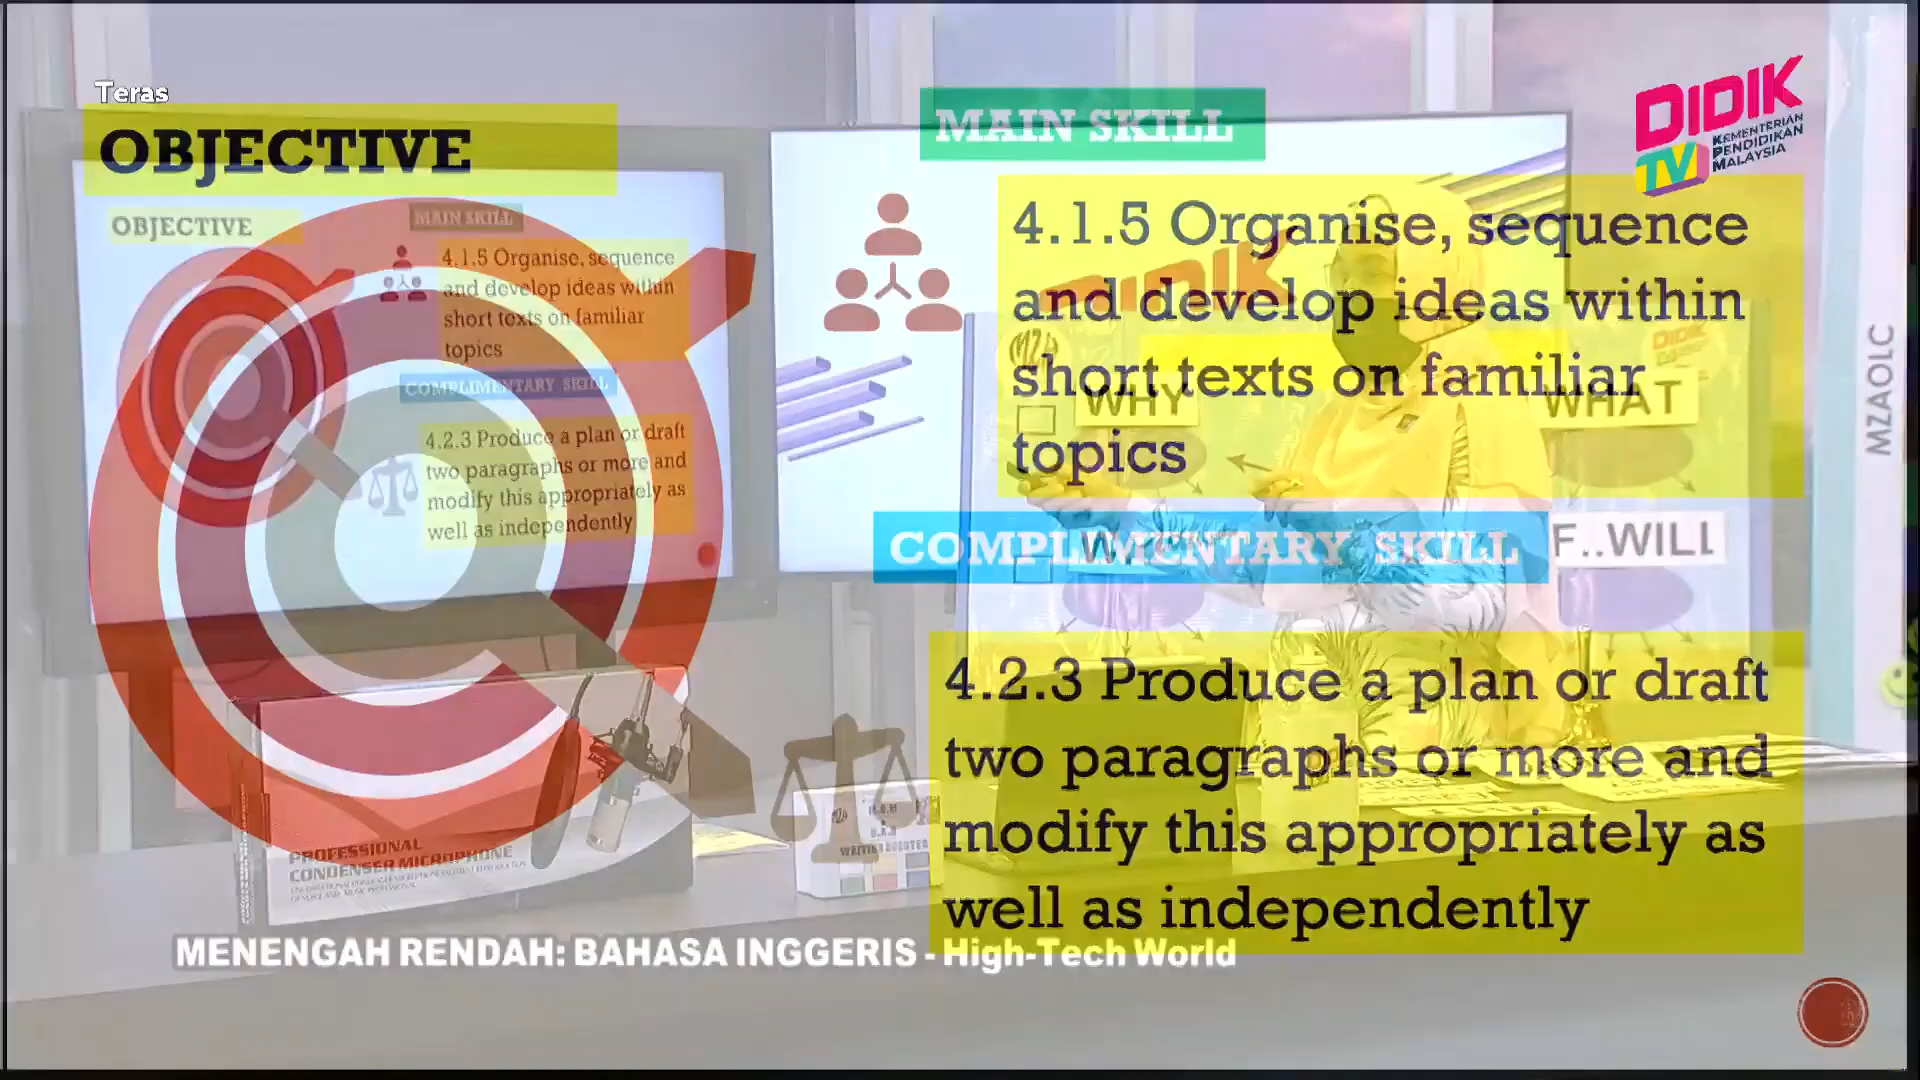 Teras
OBJECTIVE
MAIN SKILL
4.1.5 Organise, sequence
and develop ideas within
short texts on familiar
topics
COMPLIMENTARY SKILL
4.2.3 Produce a plan or draft
two paragraphs or more and
modify this appropriately as
well as independently
DIDIK
TV
KEMENTERIAN
PENDIDIKAN
MALAYSIA
OBJECTIVE
MAIN SKILL
4.1.5 Organise, sequence
and develop ideas within
short texts on familiar
topics
COMPLIMENTARY SKILL
4.2.3 Produce a plan or draft
two paragraphs or more and
modify this appropriately as
well as independently
DIDIK
WHY
WHAT
F..WILL
MZAOLC
PROFESSIONAL
CONDENSER MICROPHONE
MENENGAH RENDAH: BAHASA INGGERIS - High-Tech World